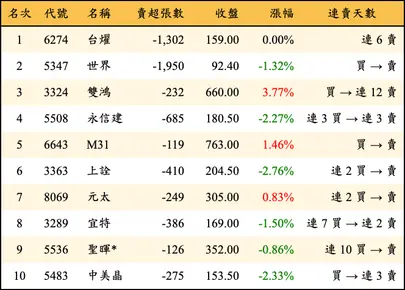 名次 代號 名稱 賣超張數 收盤 漲幅 連賣天數
1 6274 台燿 -1,302 159.00 0.00% 連 6 賣
2 5347 世界 -1,950 92.40 -1.32% 買 → 賣
3 3324 雙鴻 -232 660.00 3.77% 買 → 連 12 賣
4 5508 永信建 -685 180.50 -2.27% 連 3 買 → 連 3 賣
5 6643 M31 -119 763.00 1.46% 買 → 賣
6 3363 上詮 -410 204.50 -2.76% 連 2 買 → 賣
7 8069 元太 -249 305.00 0.83% 連 2 買 → 賣
8 3289 宜特 -386 169.00 -1.50% 連 7 買 → 連 2 賣
9 5536 聖暉* -126 352.00 -0.86% 連 10 買 → 賣
10 5483 中美晶 -275 153.50 -2.33% 買 → 連 3 賣